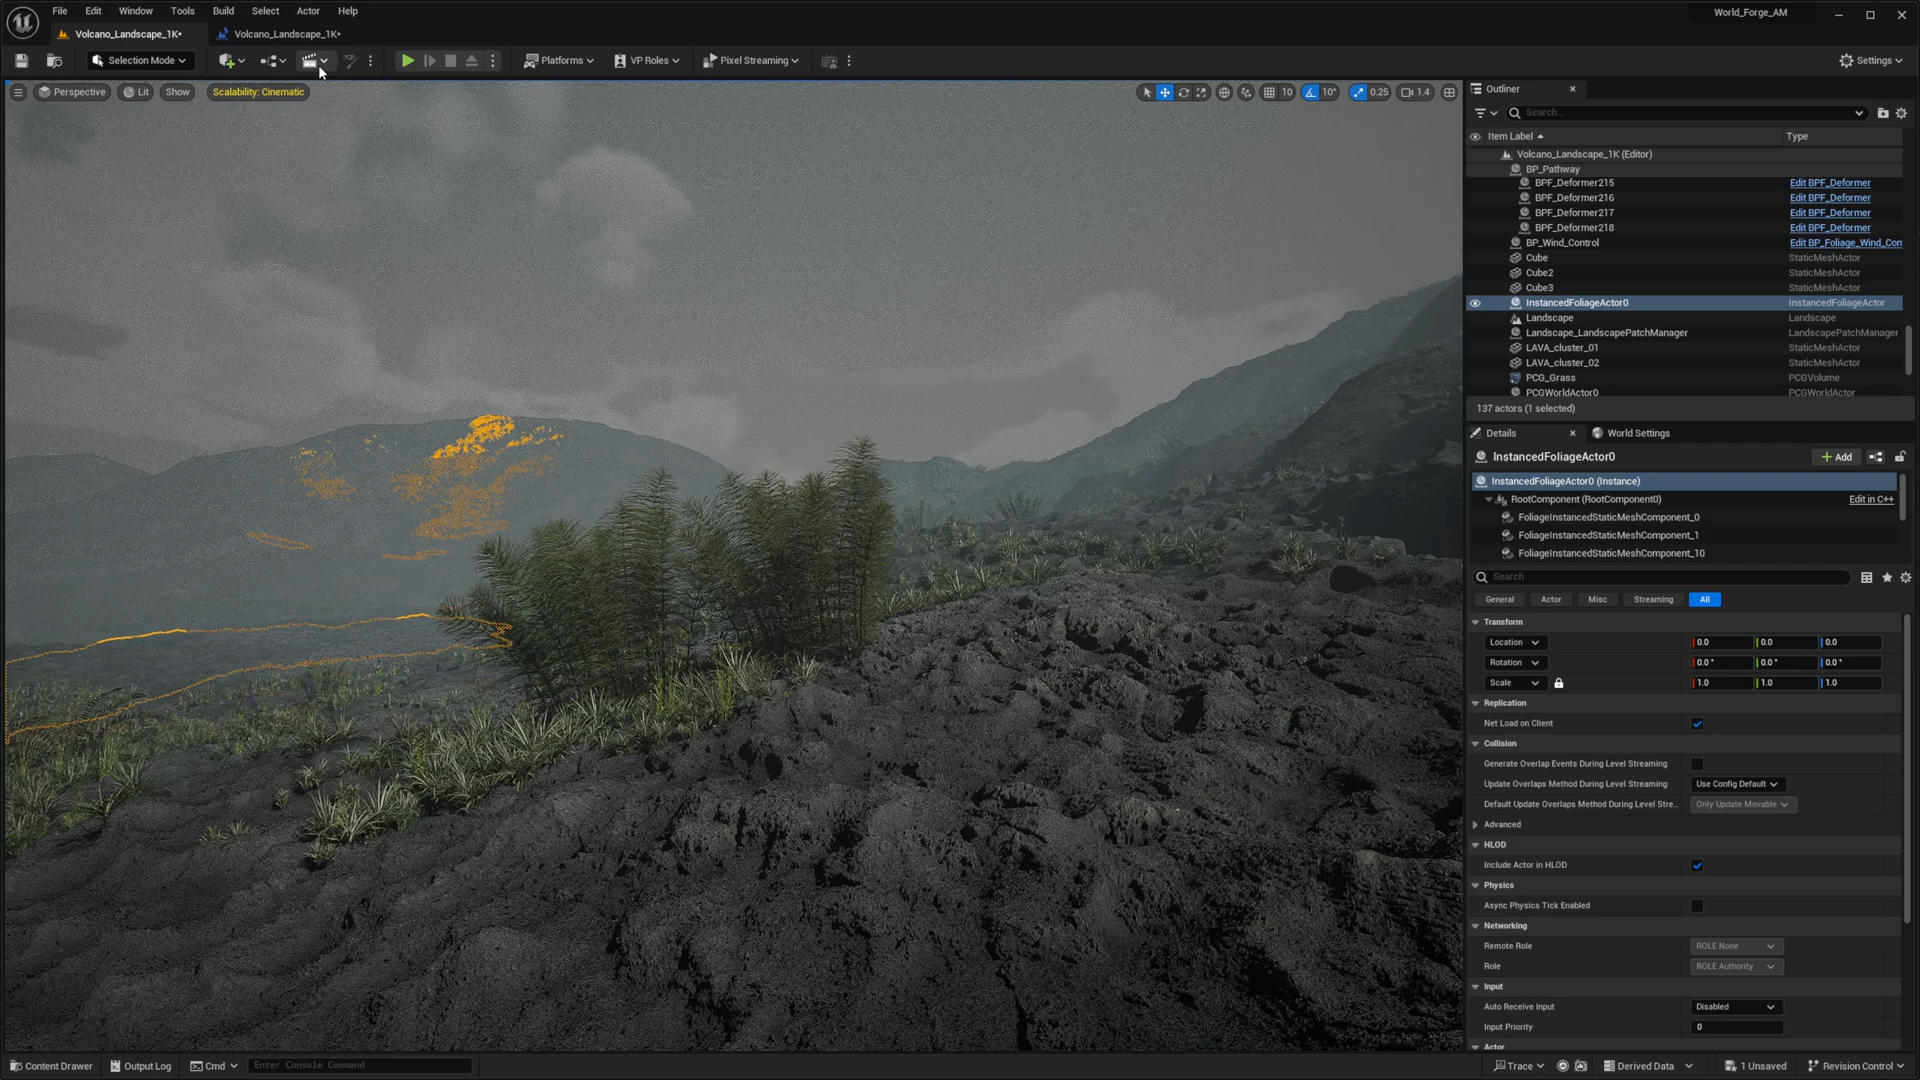 File Edit Window Tools Build Select Actor Help
World_Forge_AM
Volcano_Landscape_1K•
Volcano_Landscape_1K•
Selection Mode
Platforms
VP Roles
Pixel Streaming
Settings
Perspective
Lit
Show
Scalability: Cinematic
10
10°
0.25
1.4
Outliner
Search...
Item Label
Type
Volcano_Landscape_1K (Editor)
BP_Pathway
BPF_Deformer215 Edit BPF_Deformer
BPF_Deformer216 Edit BPF_Deformer
BPF_Deformer217 Edit BPF_Deformer
BPF_Deformer218 Edit BPF_Deformer
BP_Wind_Control Edit BP_Foliage_Wind_Con
Cube StaticMeshActor
Cube2 StaticMeshActor
Cube3 StaticMeshActor
InstancedFoliageActor0 InstancedFoliageActor
Landscape Landscape
Landscape_LandscapePatchManager LandscapePatchManager
LAVA_cluster_01 StaticMeshActor
LAVA_cluster_02 StaticMeshActor
PCG_Grass PCGVolume
PCGWorldActor0 PCGWorldActor
137 actors (1 selected)
Details
World Settings
InstancedFoliageActor0
Add
InstancedFoliageActor0 (Instance)
RootComponent (RootComponent0) Edit in C++
FoliageInstancedStaticMeshComponent_0
FoliageInstancedStaticMeshComponent_1
FoliageInstancedStaticMeshComponent_10
Search
General Actor Misc Streaming All
Transform
Location 0.0 0.0 0.0
Rotation 0.0° 0.0° 0.0°
Scale 1.0 1.0 1.0
Replication
Net Load on Client
Collision
Generate Overlap Events During Level Streaming
Update Overlaps Method During Level Streaming Use Config Default
Default Update Overlaps Method During Level Stre... Only Update Movable
Advanced
HLOD
Include Actor in HLOD
Physics
Async Physics Tick Enabled
Networking
Remote Role ROLE None
Role ROLE Authority
Input
Auto Receive Input Disabled
Input Priority 0
Actor
Content Drawer
Output Log
Cmd
Enter Console Command
Trace
Derived Data
1 Unsaved
Revision Control